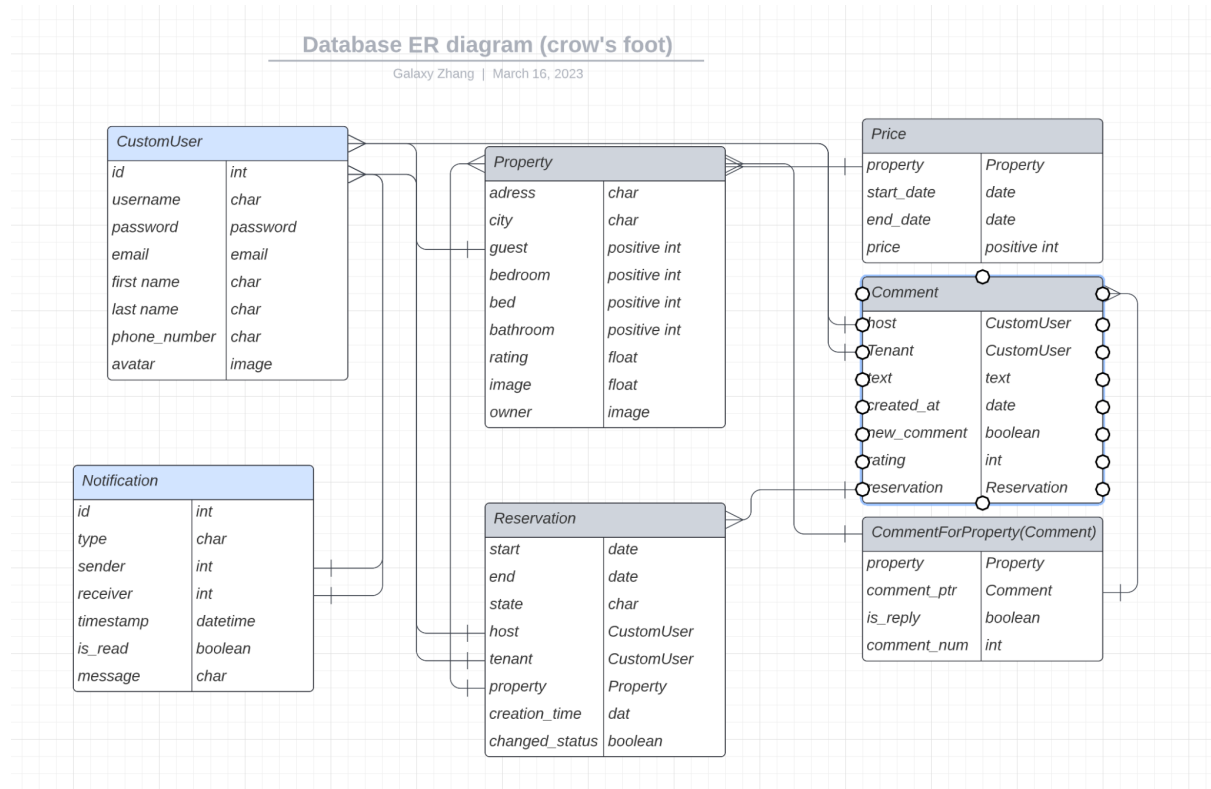 Database ER diagram (crow's foot)
Galaxy Zhang | March 16, 2023
CustomUser
id int
username char
password password
email email
first name char
last name char
phone_number char
avatar image
Notification
id int
type char
sender int
receiver int
timestamp datetime
is_read boolean
message char
Property
adress char
city char
guest positive int
bedroom positive int
bed positive int
bathroom positive int
rating float
image float
owner image
Reservation
start date
end date
state char
host CustomUser
tenant CustomUser
property Property
creation_time dat
changed_status boolean
Price
property Property
start_date date
end_date date
price positive int
Comment
host CustomUser
Tenant CustomUser
text text
created_at date
new_comment boolean
rating int
reservation Reservation
CommentForProperty(Comment)
property Property
comment_ptr Comment
is_reply boolean
comment_num int